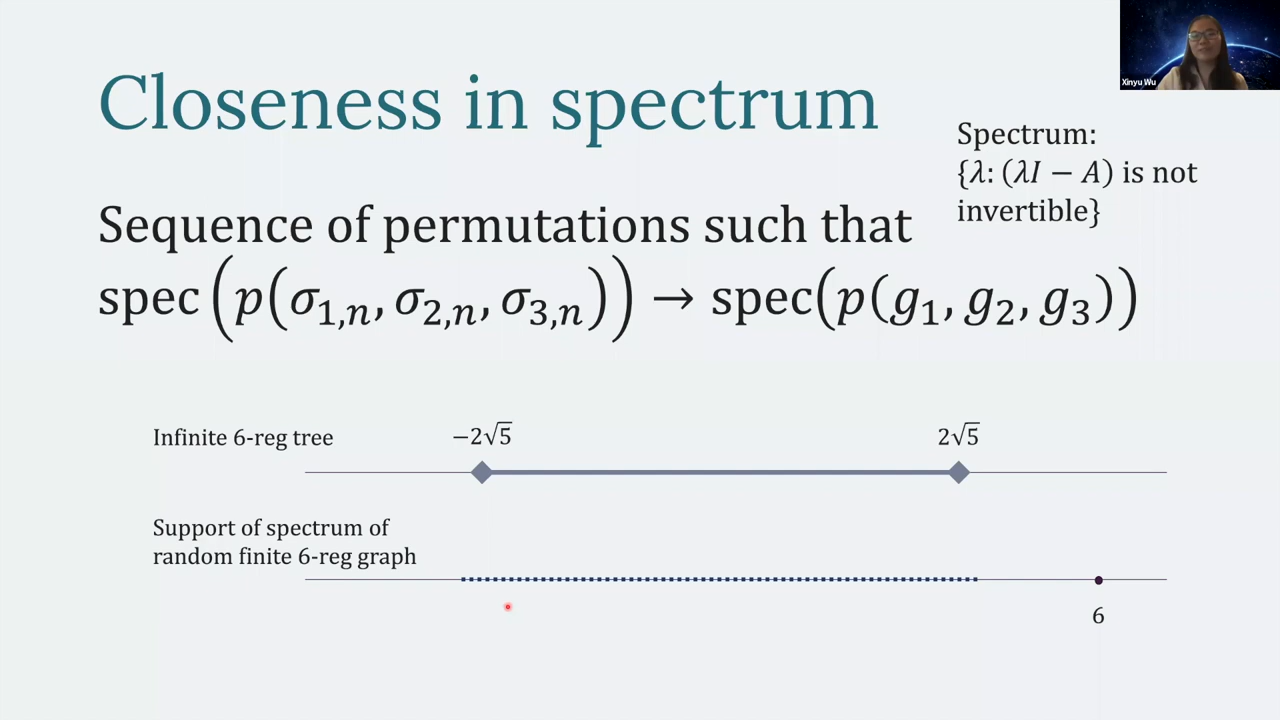 Closeness in spectrum
Xinyu Wu
Spectrum:
{λ: (λI − A) is not
invertible}
Sequence of permutations such that
spec(p(σ₁,ₙ, σ₂,ₙ, σ₃,ₙ)) → spec(p(g₁, g₂, g₃))
Infinite 6-reg tree
−2√5
2√5
Support of spectrum of
random finite 6-reg graph
6